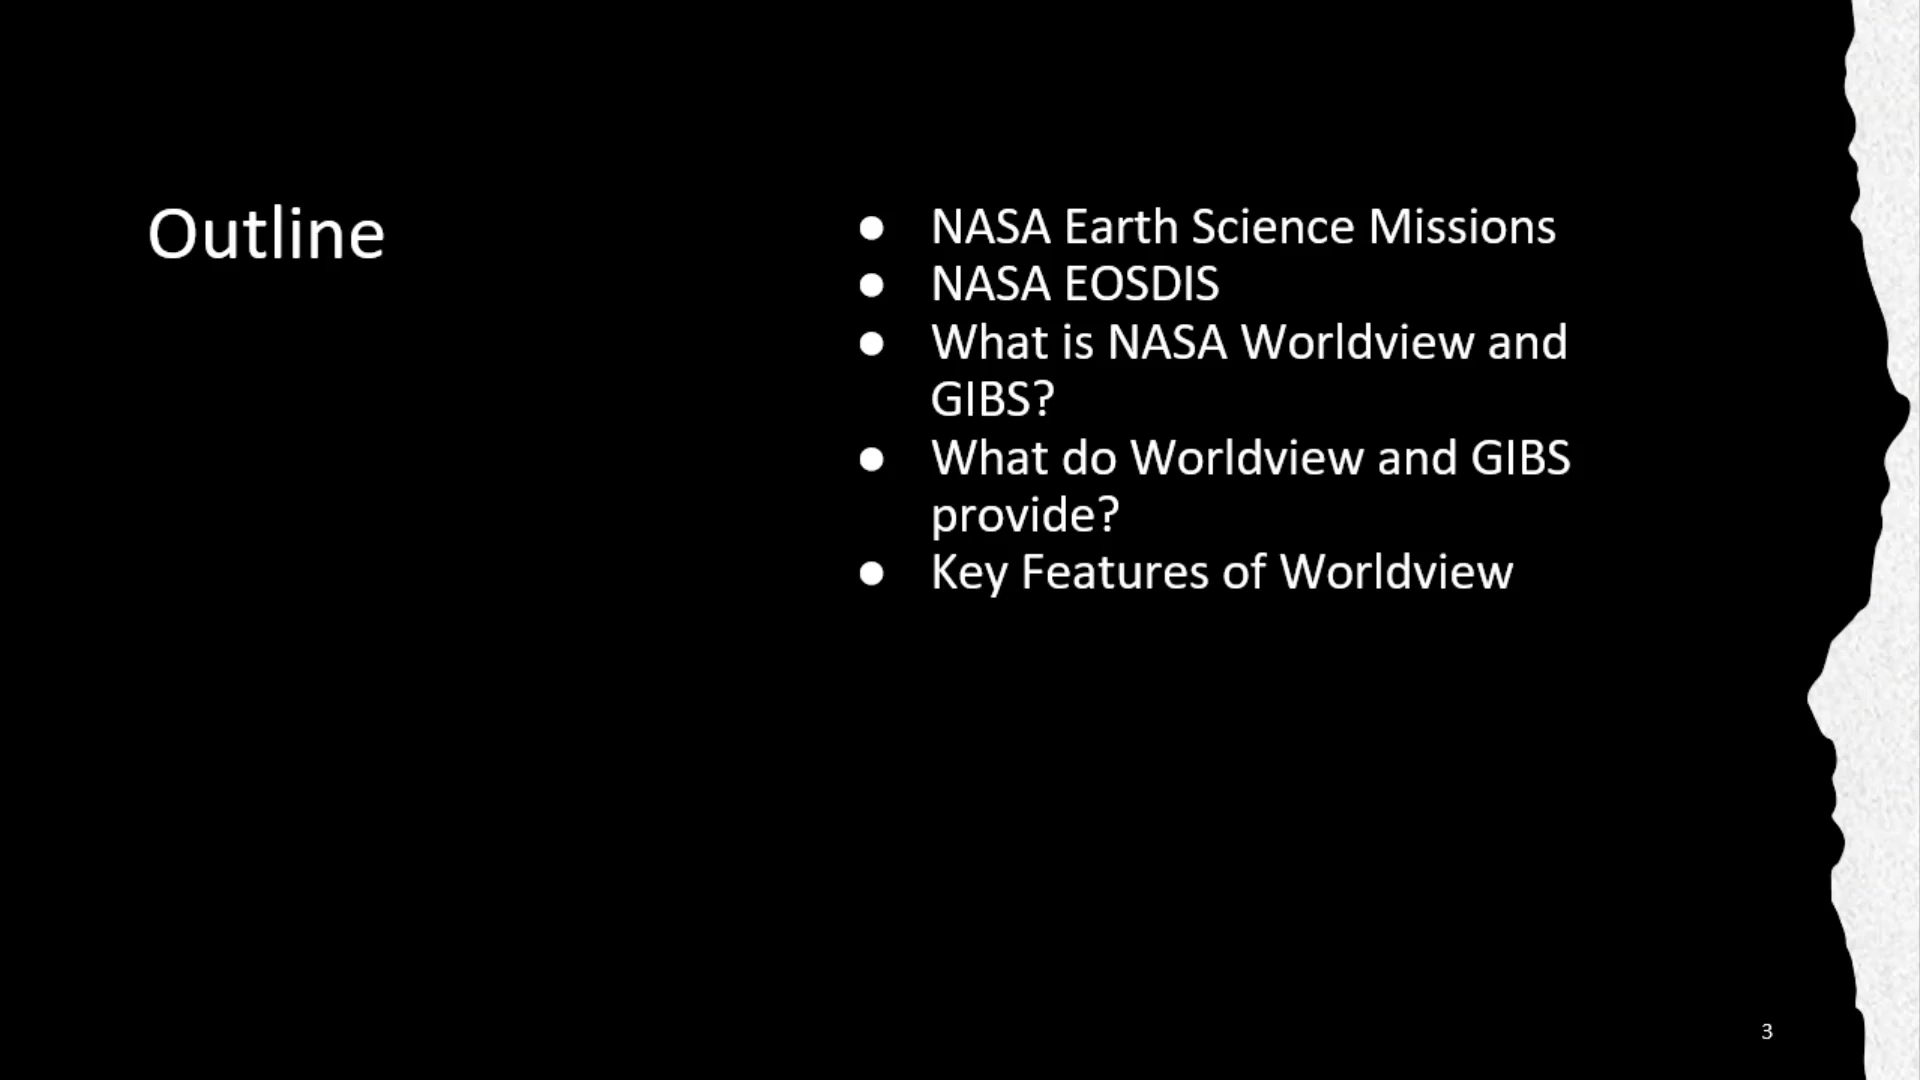 Outline
● NASA Earth Science Missions
● NASA EOSDIS
● What is NASA Worldview and
GIBS?
● What do Worldview and GIBS
provide?
● Key Features of Worldview
3